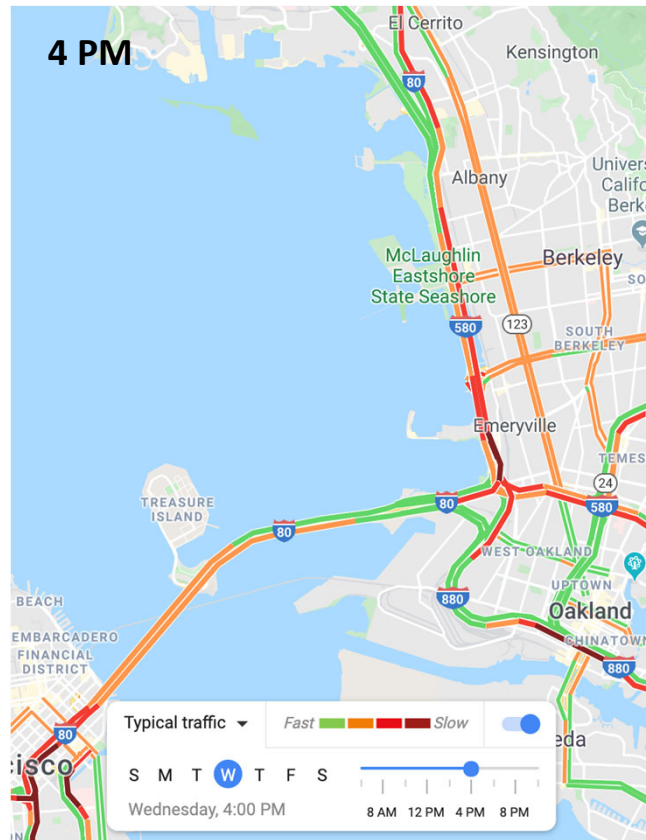 4 PM
El Cerrito
Kensington
80
Univers
Califo
Berke
Albany
McLaughlin
Eastshore
State Seashore
Berkeley
SO
580
123
SOUTH
BERKELEY
Emeryville
TEMES
24
TREASURE
ISLAND
80
80
580
WEST OAKLAND
UPTOWN
880
Oakland
BEACH
EMBARCADERO
FINANCIAL
DISTRICT
CHINATOWN
880
80
cisco
eda
Typical traffic
Fast
Slow
S M T W T F S
Wednesday, 4:00 PM
8 AM 12 PM 4 PM 8 PM